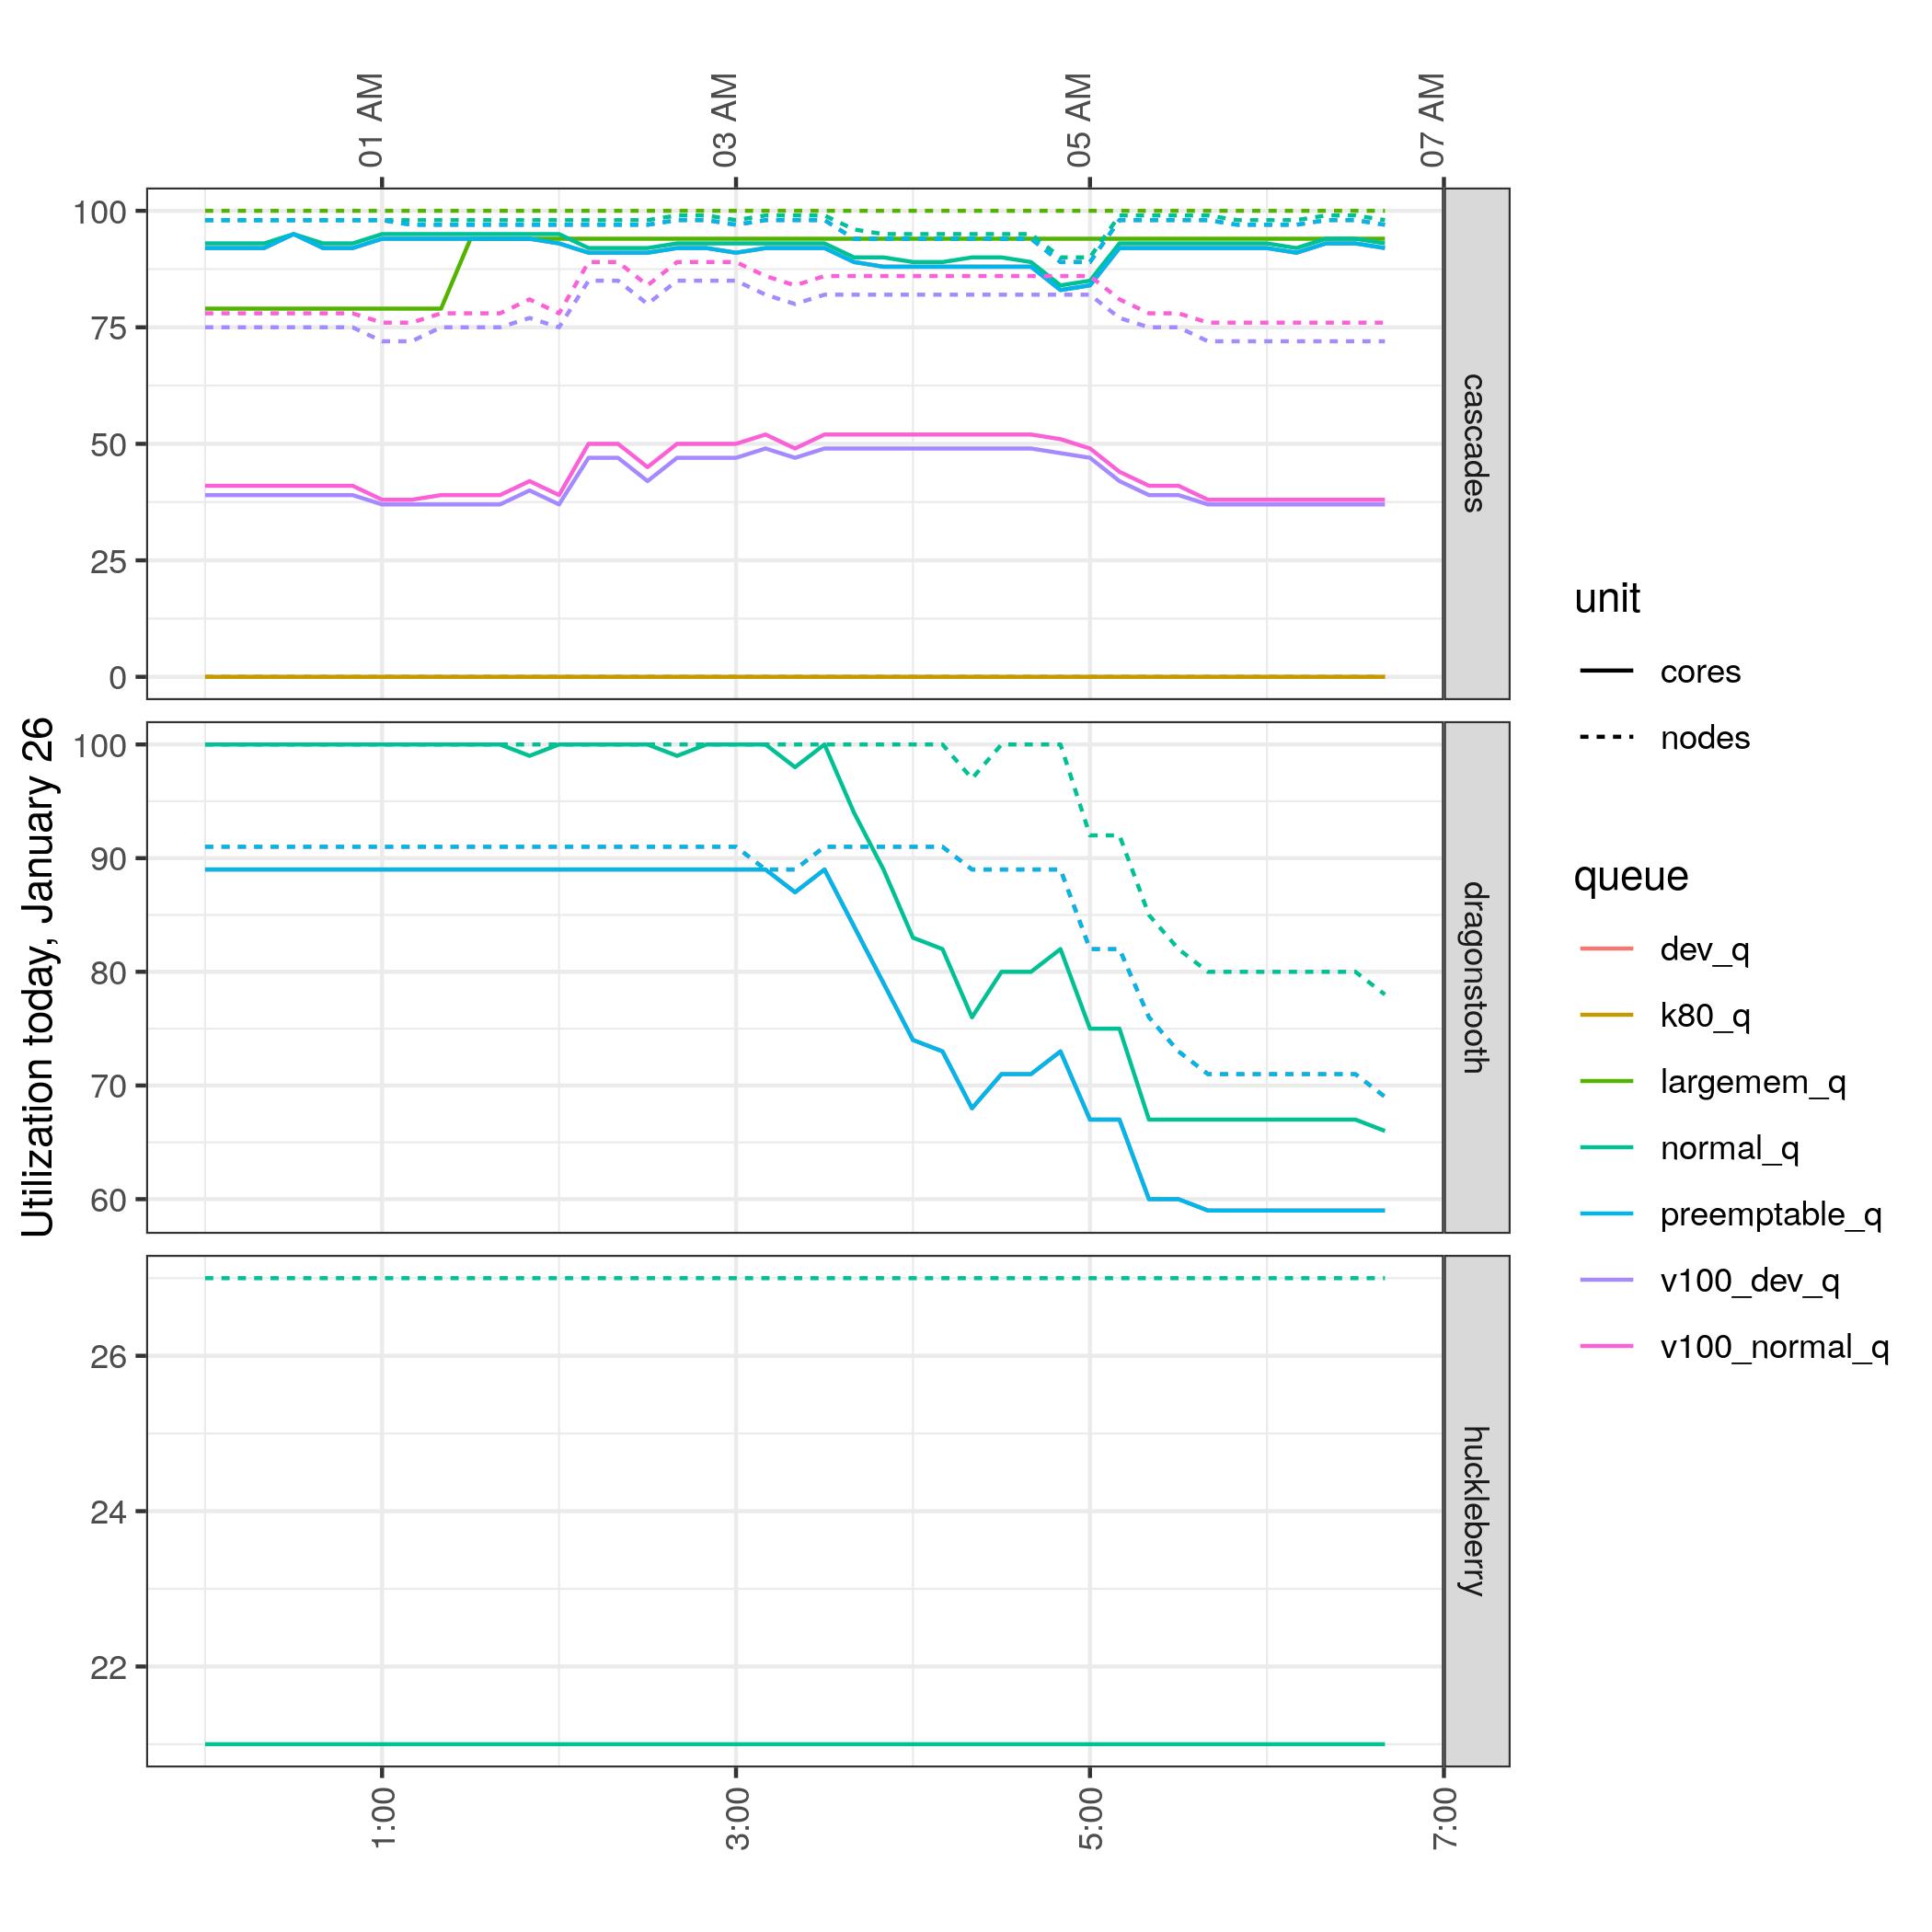 01 AM
03 AM
05 AM
07 AM
Utilization today, January 26
100
75
50
25
0
cascades
100
90
80
70
60
dragonstooth
26
24
22
huckleberry
1:00
3:00
5:00
7:00
unit
cores
nodes
queue
dev_q
k80_q
largemem_q
normal_q
preemptable_q
v100_dev_q
v100_normal_q